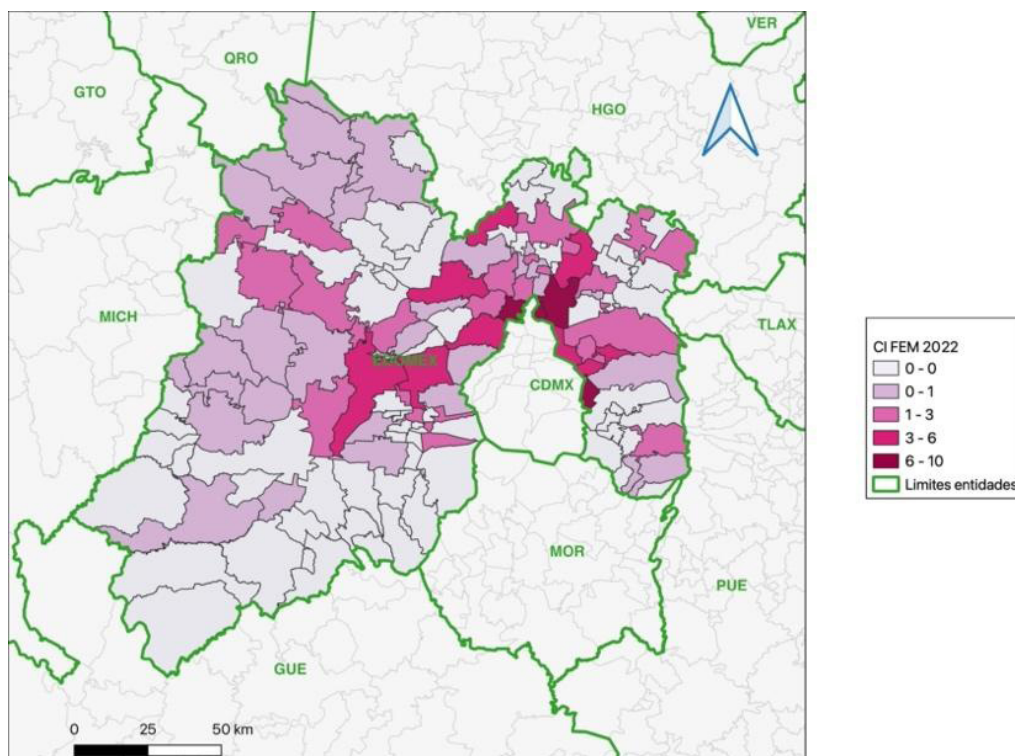 VER
QRO
GTO
HGO
MICH
TLAX
EDOMEX
CDMX
MOR
PUE
GUE
0 25 50 km
CI FEM 2022
0 - 0
0 - 1
1 - 3
3 - 6
6 - 10
Limites entidades